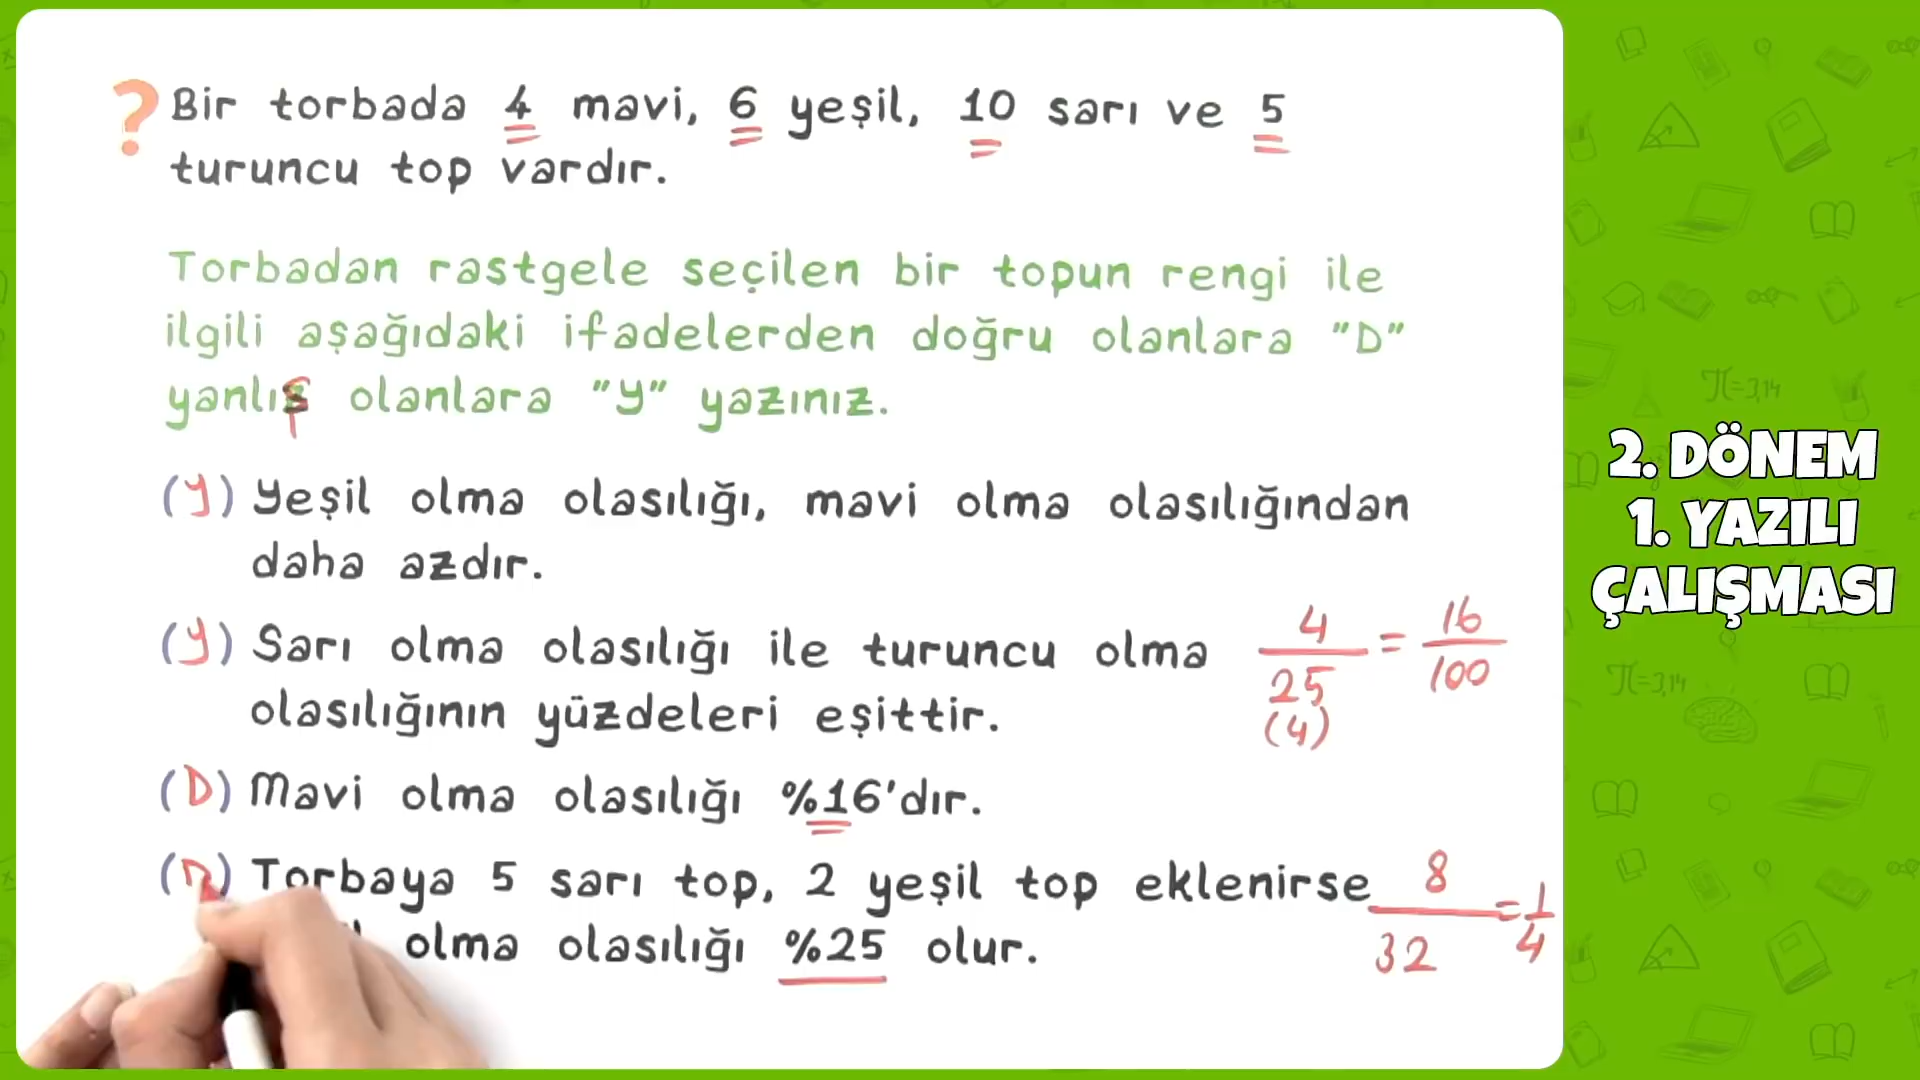 ? Bir torbada 4 mavi, 6 yeşil, 10 sarı ve 5
turuncu top vardır.
Torbadan rastgele seçilen bir topun rengi ile
ilgili aşağıdaki ifadelerden doğru olanlara "D"
yanlış olanlara "Y" yazınız.
(Y) Yeşil olma olasılığı, mavi olma olasılığından
daha azdır.
(Y) Sarı olma olasılığı ile turuncu olma
olasılığının yüzdeleri eşittir.
4/25 = 16/100
(4)
(D) Mavi olma olasılığı %16'dır.
(D) Torbaya 5 sarı top, 2 yeşil top eklenirse
olma olasılığı %25 olur.
8/32 = 1/4
2. DÖNEM
1. YAZILI
ÇALIŞMASI
π=3,14
π=3,14